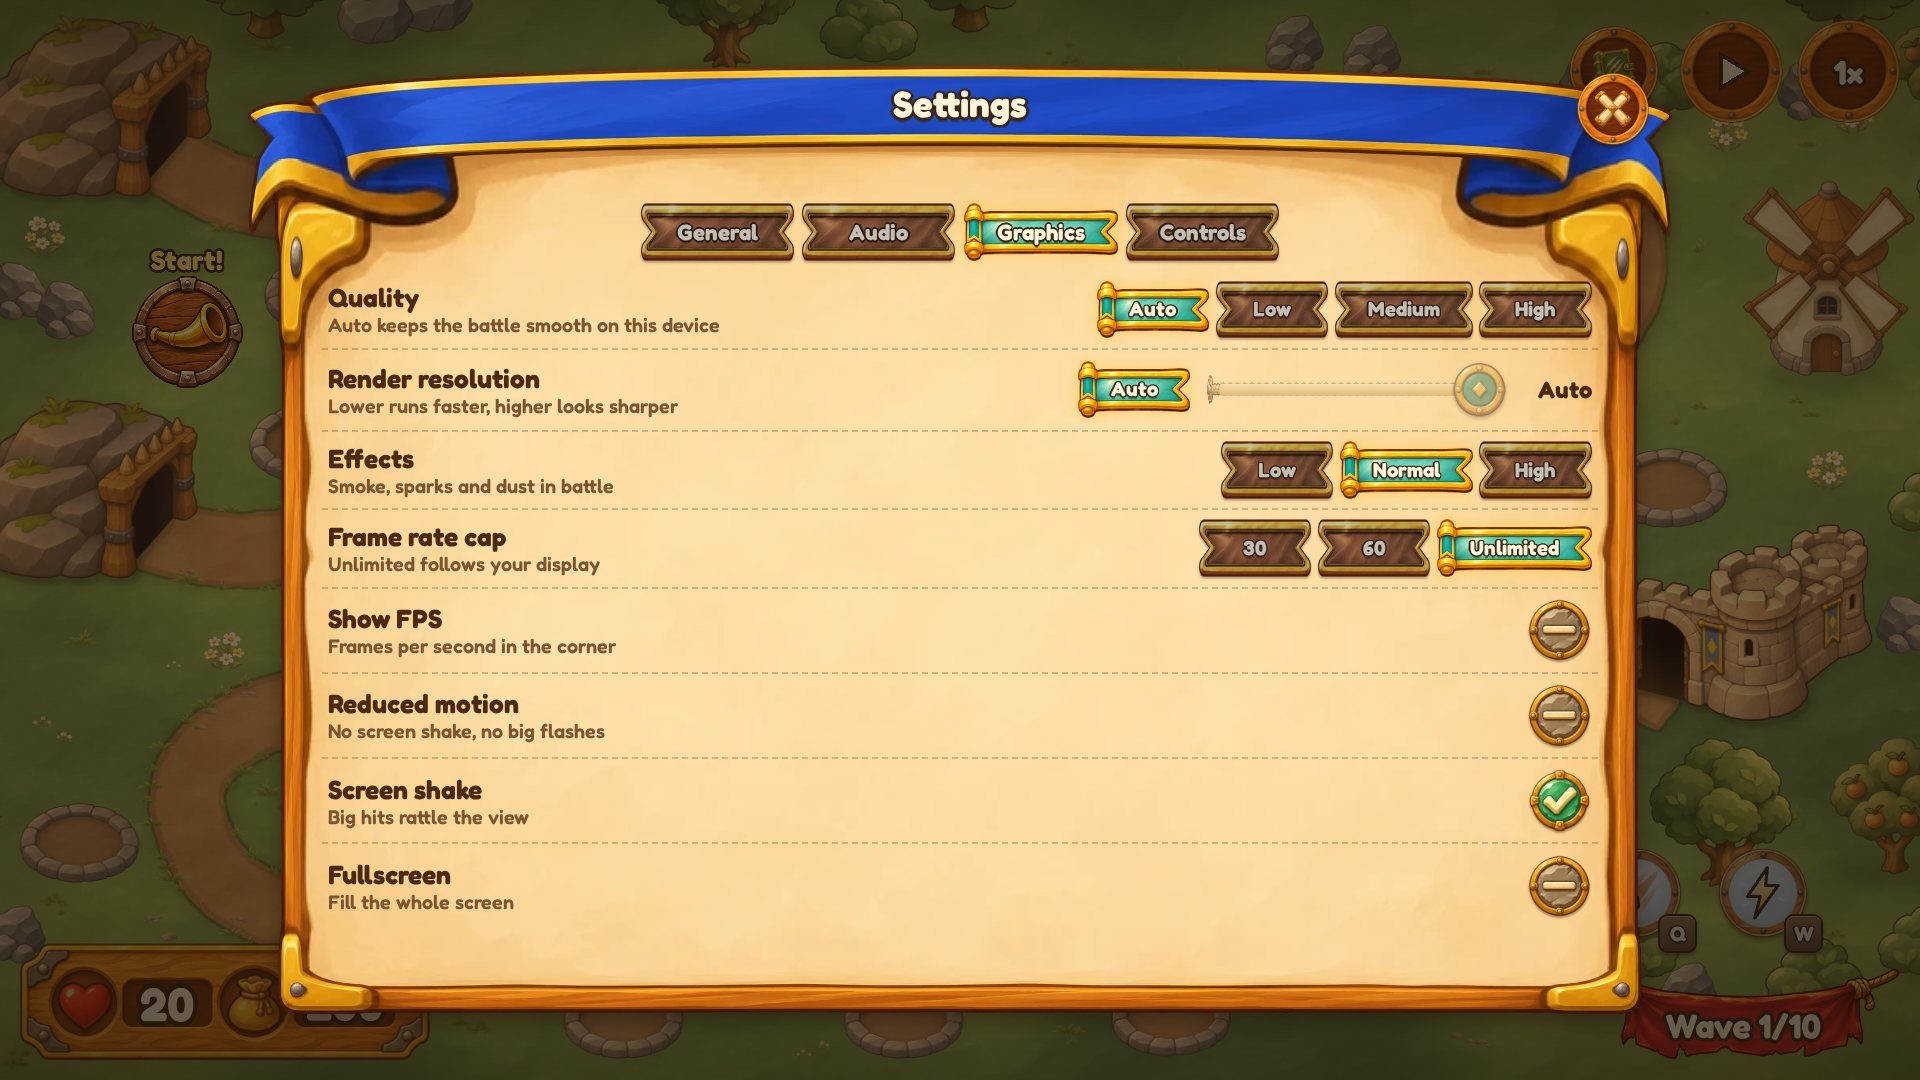 Settings
1x
General
Audio
Graphics
Controls
Start!
Quality
Auto keeps the battle smooth on this device
Auto
Low
Medium
High
Render resolution
Lower runs faster, higher looks sharper
Auto
Auto
Effects
Smoke, sparks and dust in battle
Low
Normal
High
Frame rate cap
Unlimited follows your display
30
60
Unlimited
Show FPS
Frames per second in the corner
Reduced motion
No screen shake, no big flashes
Screen shake
Big hits rattle the view
Fullscreen
Fill the whole screen
Q
W
20
Wave 1/10